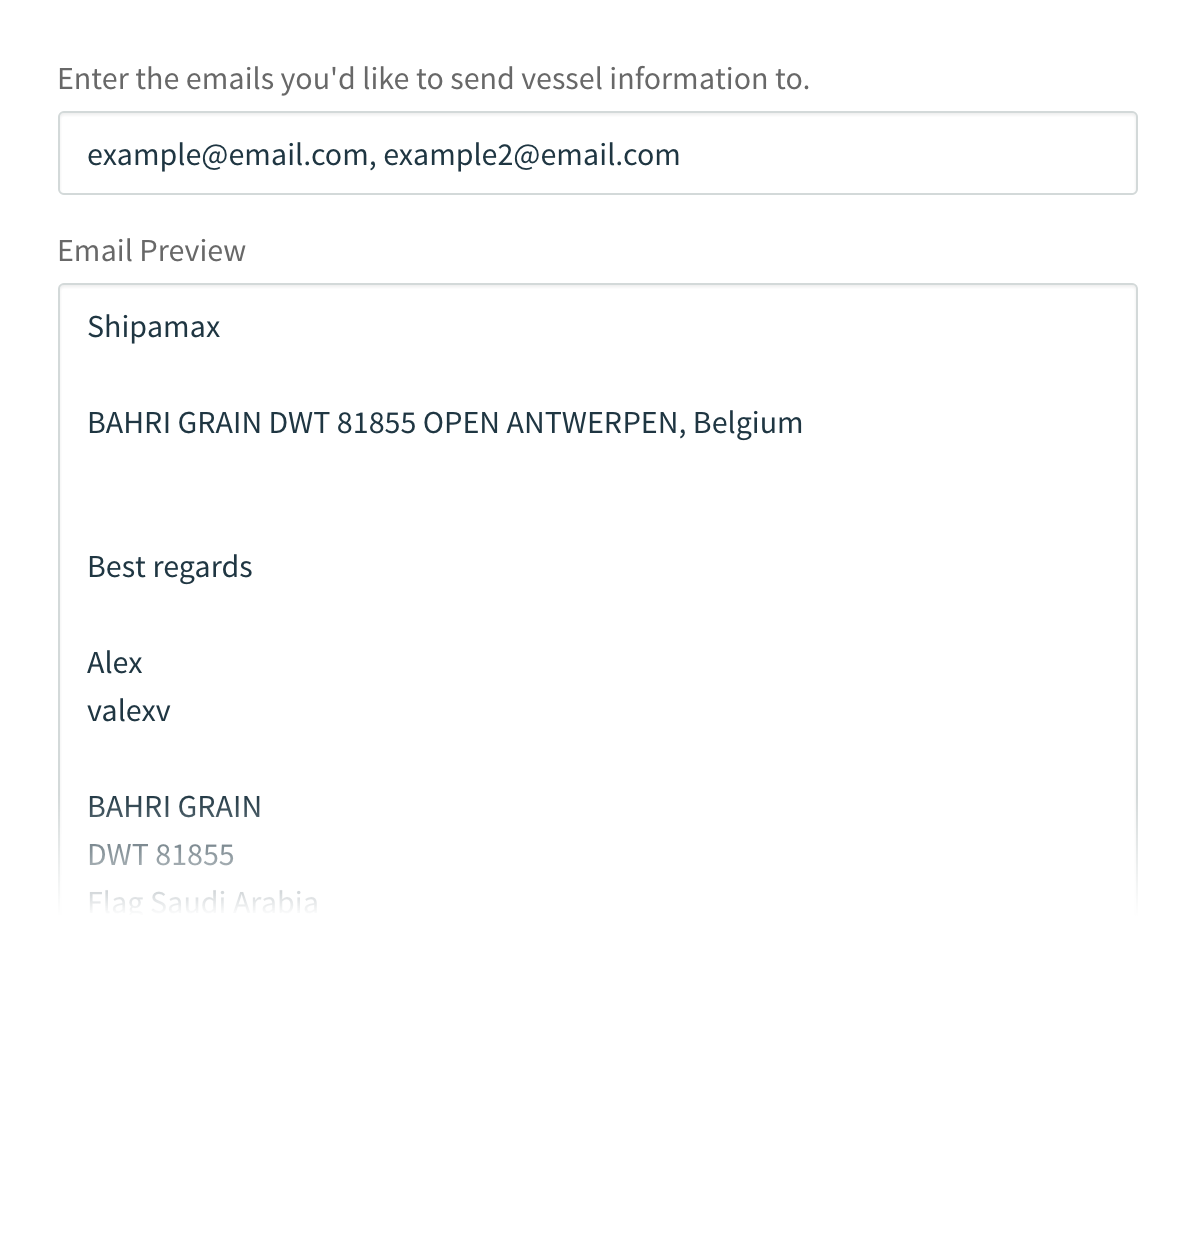 Enter the emails you'd like to send vessel information to.
example@email.com, example2@email.com
Email Preview
Shipamax
BAHRI GRAIN DWT 81855 OPEN ANTWERPEN, Belgium
Best regards
Alex
valexv
BAHRI GRAIN
DWT 81855
Flag Saudi Arabia